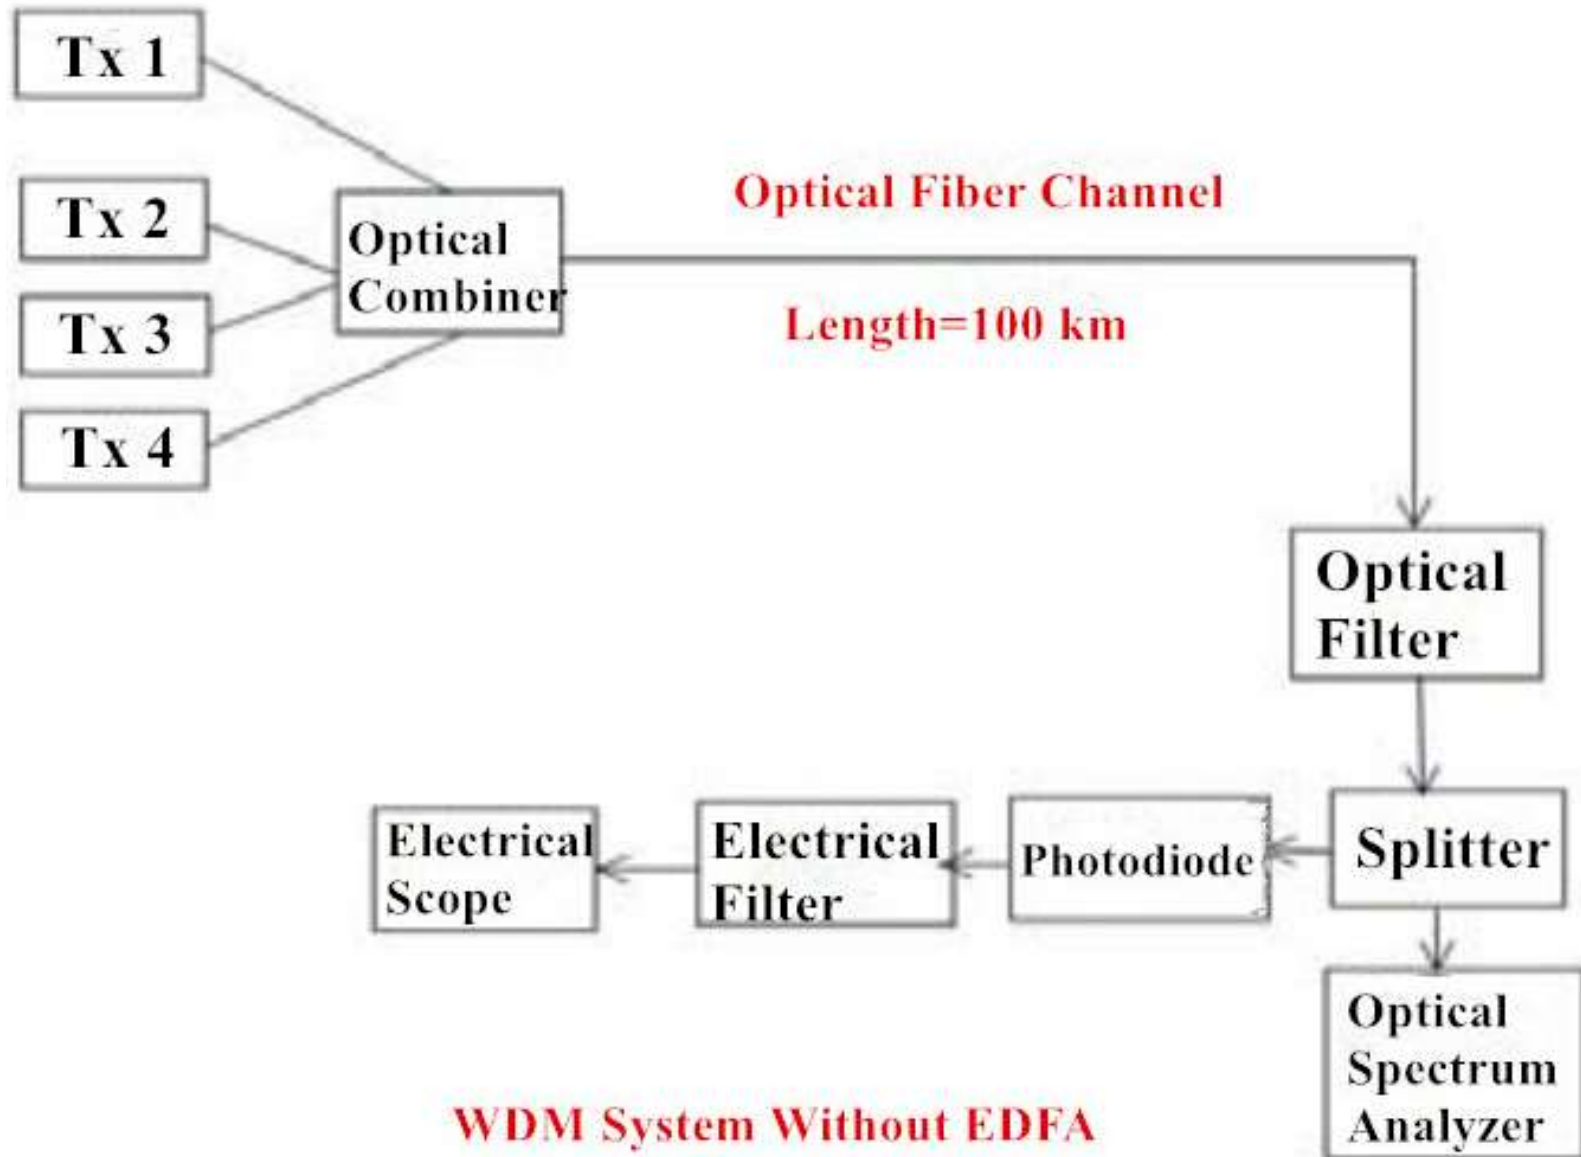 Tx 1
Tx 2
Tx 3
Tx 4
Optical
Combiner
Optical Fiber Channel
Length=100 km
Optical
Filter
Splitter
Photodiode
Electrical
Filter
Electrical
Scope
Optical
Spectrum
Analyzer
WDM System Without EDFA